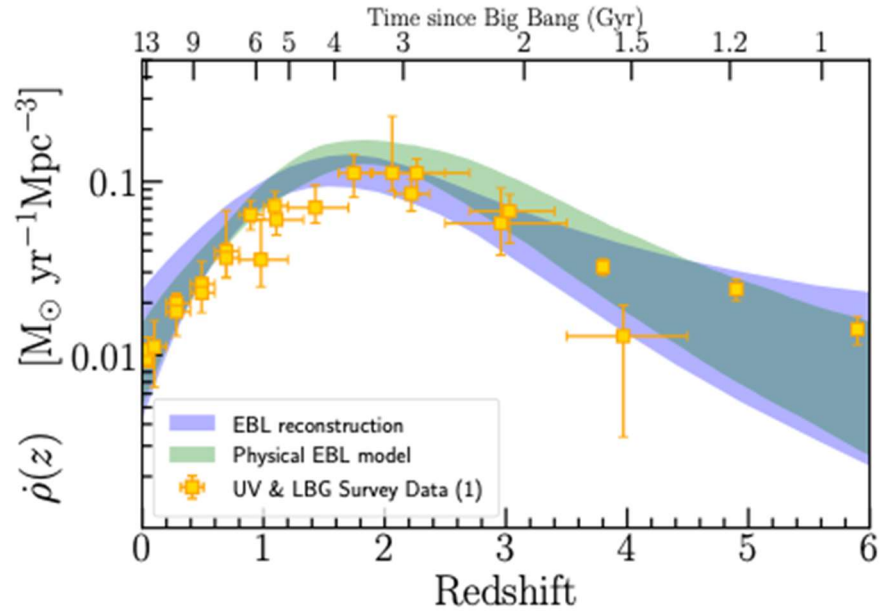 Time since Big Bang (Gyr)
13 9 6 5 4 3 2 1.5 1.2 1
0.1
0.01
ρ̇(z) [M⊙ yr⁻¹Mpc⁻³]
EBL reconstruction
Physical EBL model
UV & LBG Survey Data (1)
0 1 2 3 4 5 6
Redshift